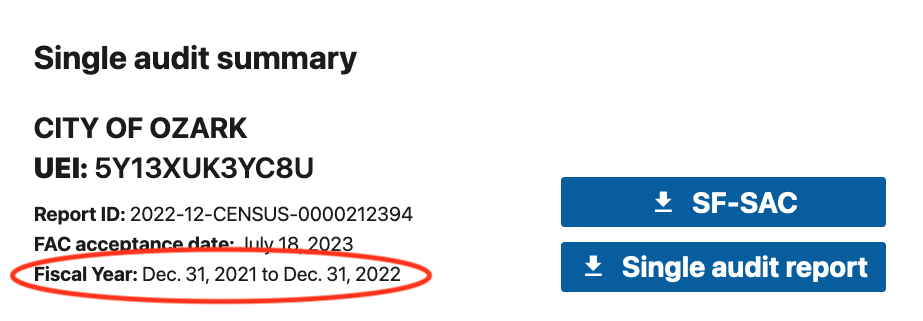 Single audit summary
CITY OF OZARK
UEI: 5Y13XUK3YC8U
Report ID: 2022-12-CENSUS-0000212394
FAC acceptance date: July 18, 2023
Fiscal Year: Dec. 31, 2021 to Dec. 31, 2022
SF-SAC
Single audit report